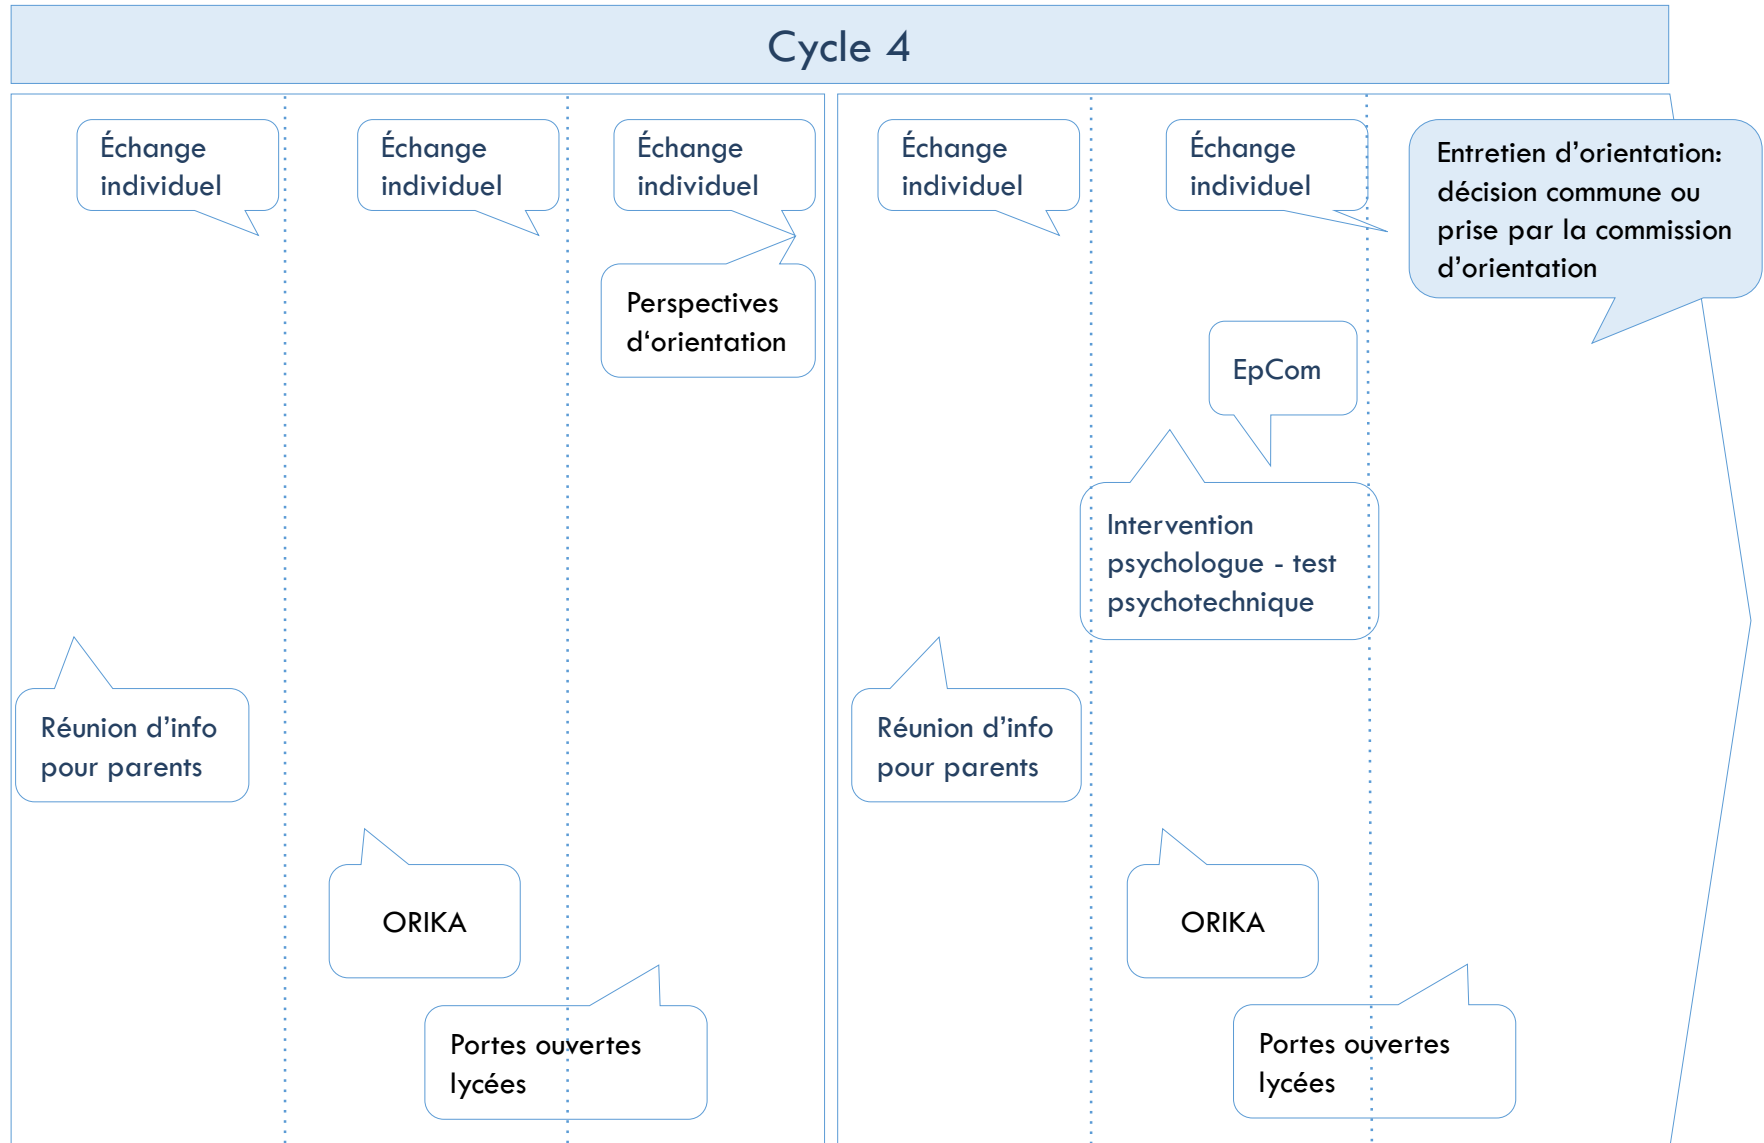 Cycle 4
Échange
individuel
Échange
individuel
Échange
individuel
Échange
individuel
Échange
individuel
Entretien d’orientation:
décision commune ou
prise par la commission
d’orientation
Perspectives
d‘orientation
EpCom
Intervention
psychologue - test
psychotechnique
Réunion d’info
pour parents
Réunion d’info
pour parents
ORIKA
ORIKA
Portes ouvertes
lycées
Portes ouvertes
lycées